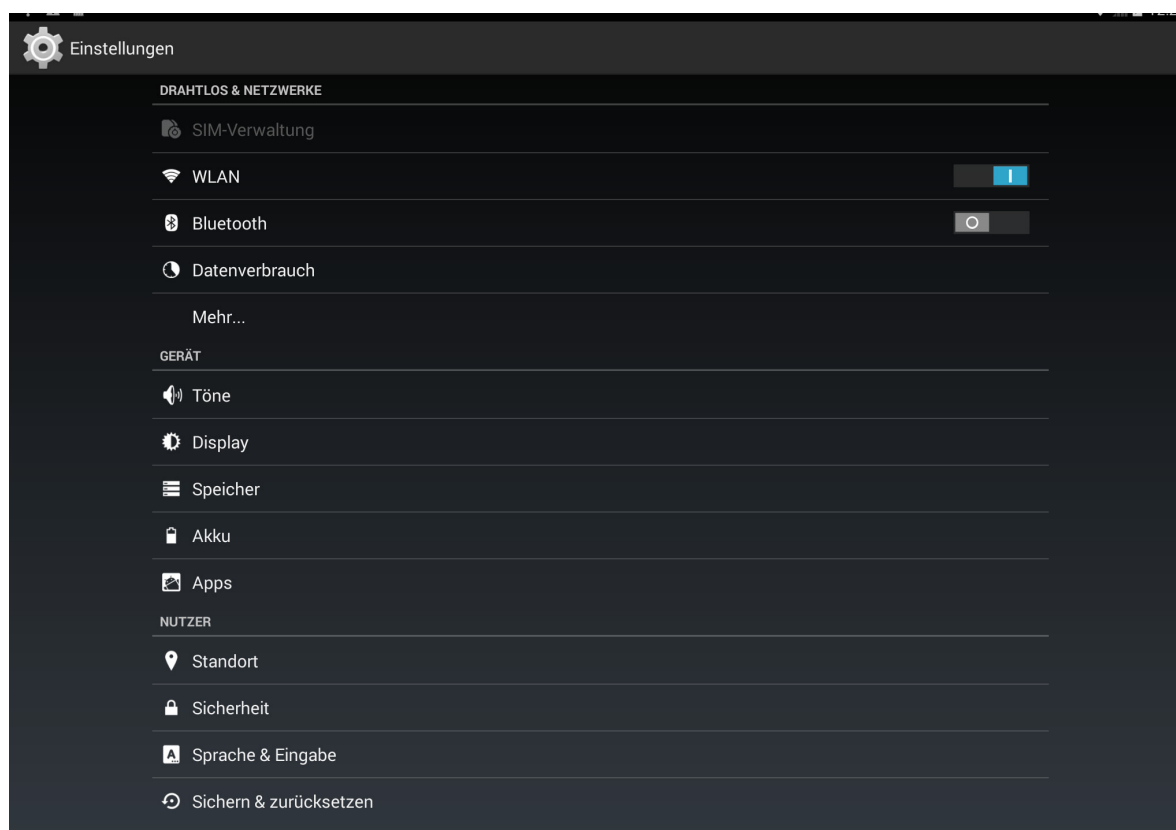 Einstellungen
DRAHTLOS & NETZWERKE
SIM-Verwaltung
WLAN
Bluetooth
Datenverbrauch
Mehr...
GERÄT
Töne
Display
Speicher
Akku
Apps
NUTZER
Standort
Sicherheit
Sprache & Eingabe
Sichern & zurücksetzen